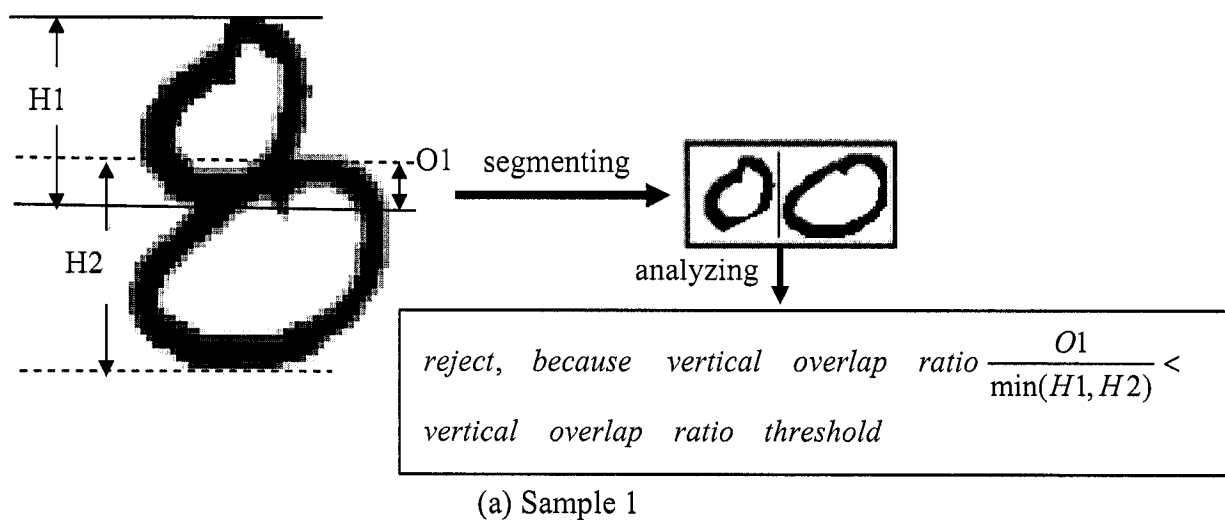 H1
O1
segmenting
H2
analyzing
reject, because vertical overlap ratio O1/min(H1, H2) <
vertical overlap ratio threshold
(a) Sample 1